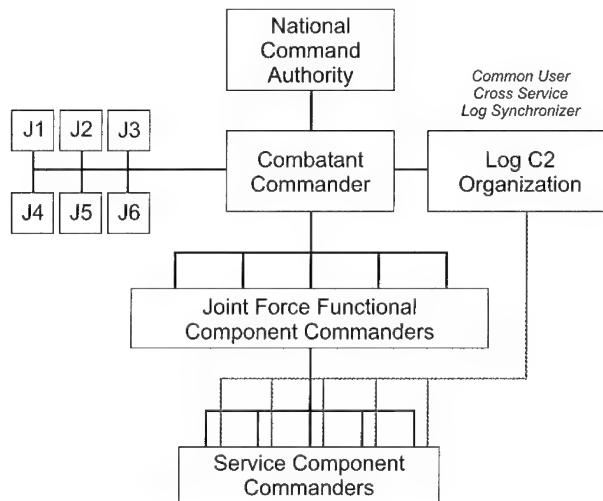 National
Command
Authority
Common User
Cross Service
Log Synchronizer
J1 J2 J3
Combatant
Commander
Log C2
Organization
J4 J5 J6
Joint Force Functional
Component Commanders
Service Component
Commanders